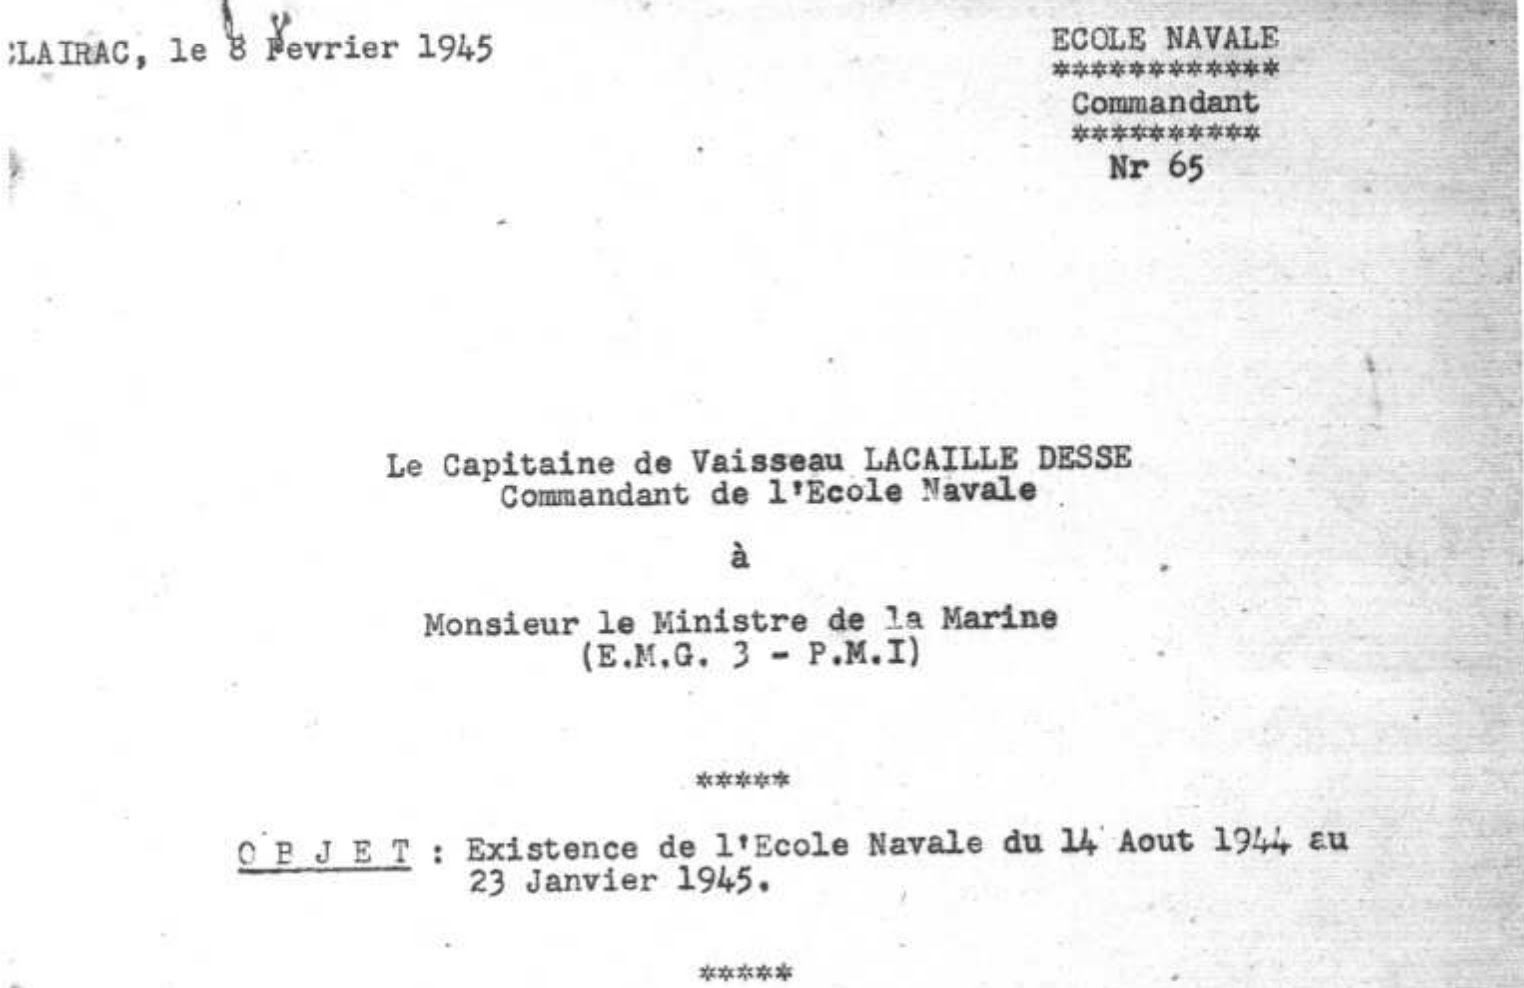 CLAIRAC, le 8 Fevrier 1945
ECOLE NAVALE
************
Commandant
**********
Nr 65
Le Capitaine de Vaisseau LACAILLE DESSE
Commandant de l'Ecole Navale
à
Monsieur le Ministre de la Marine
(E.M.G. 3 - P.M.I)
*****
O B J E T : Existence de l'Ecole Navale du 14 Aout 1944 au
23 Janvier 1945.
*****